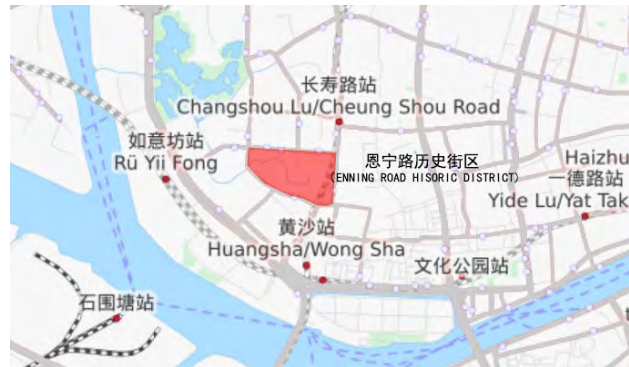 长寿路站
Changshou Lu/Cheung Shou Road
如意坊站
Rü Yii Fong
恩宁路历史街区
(ENNING ROAD HISORIC DISTRICT)
Haizhu
一德路站
Yide Lu/Yat Tak
黄沙站
Huangsha/Wong Sha
文化公园站
石围塘站